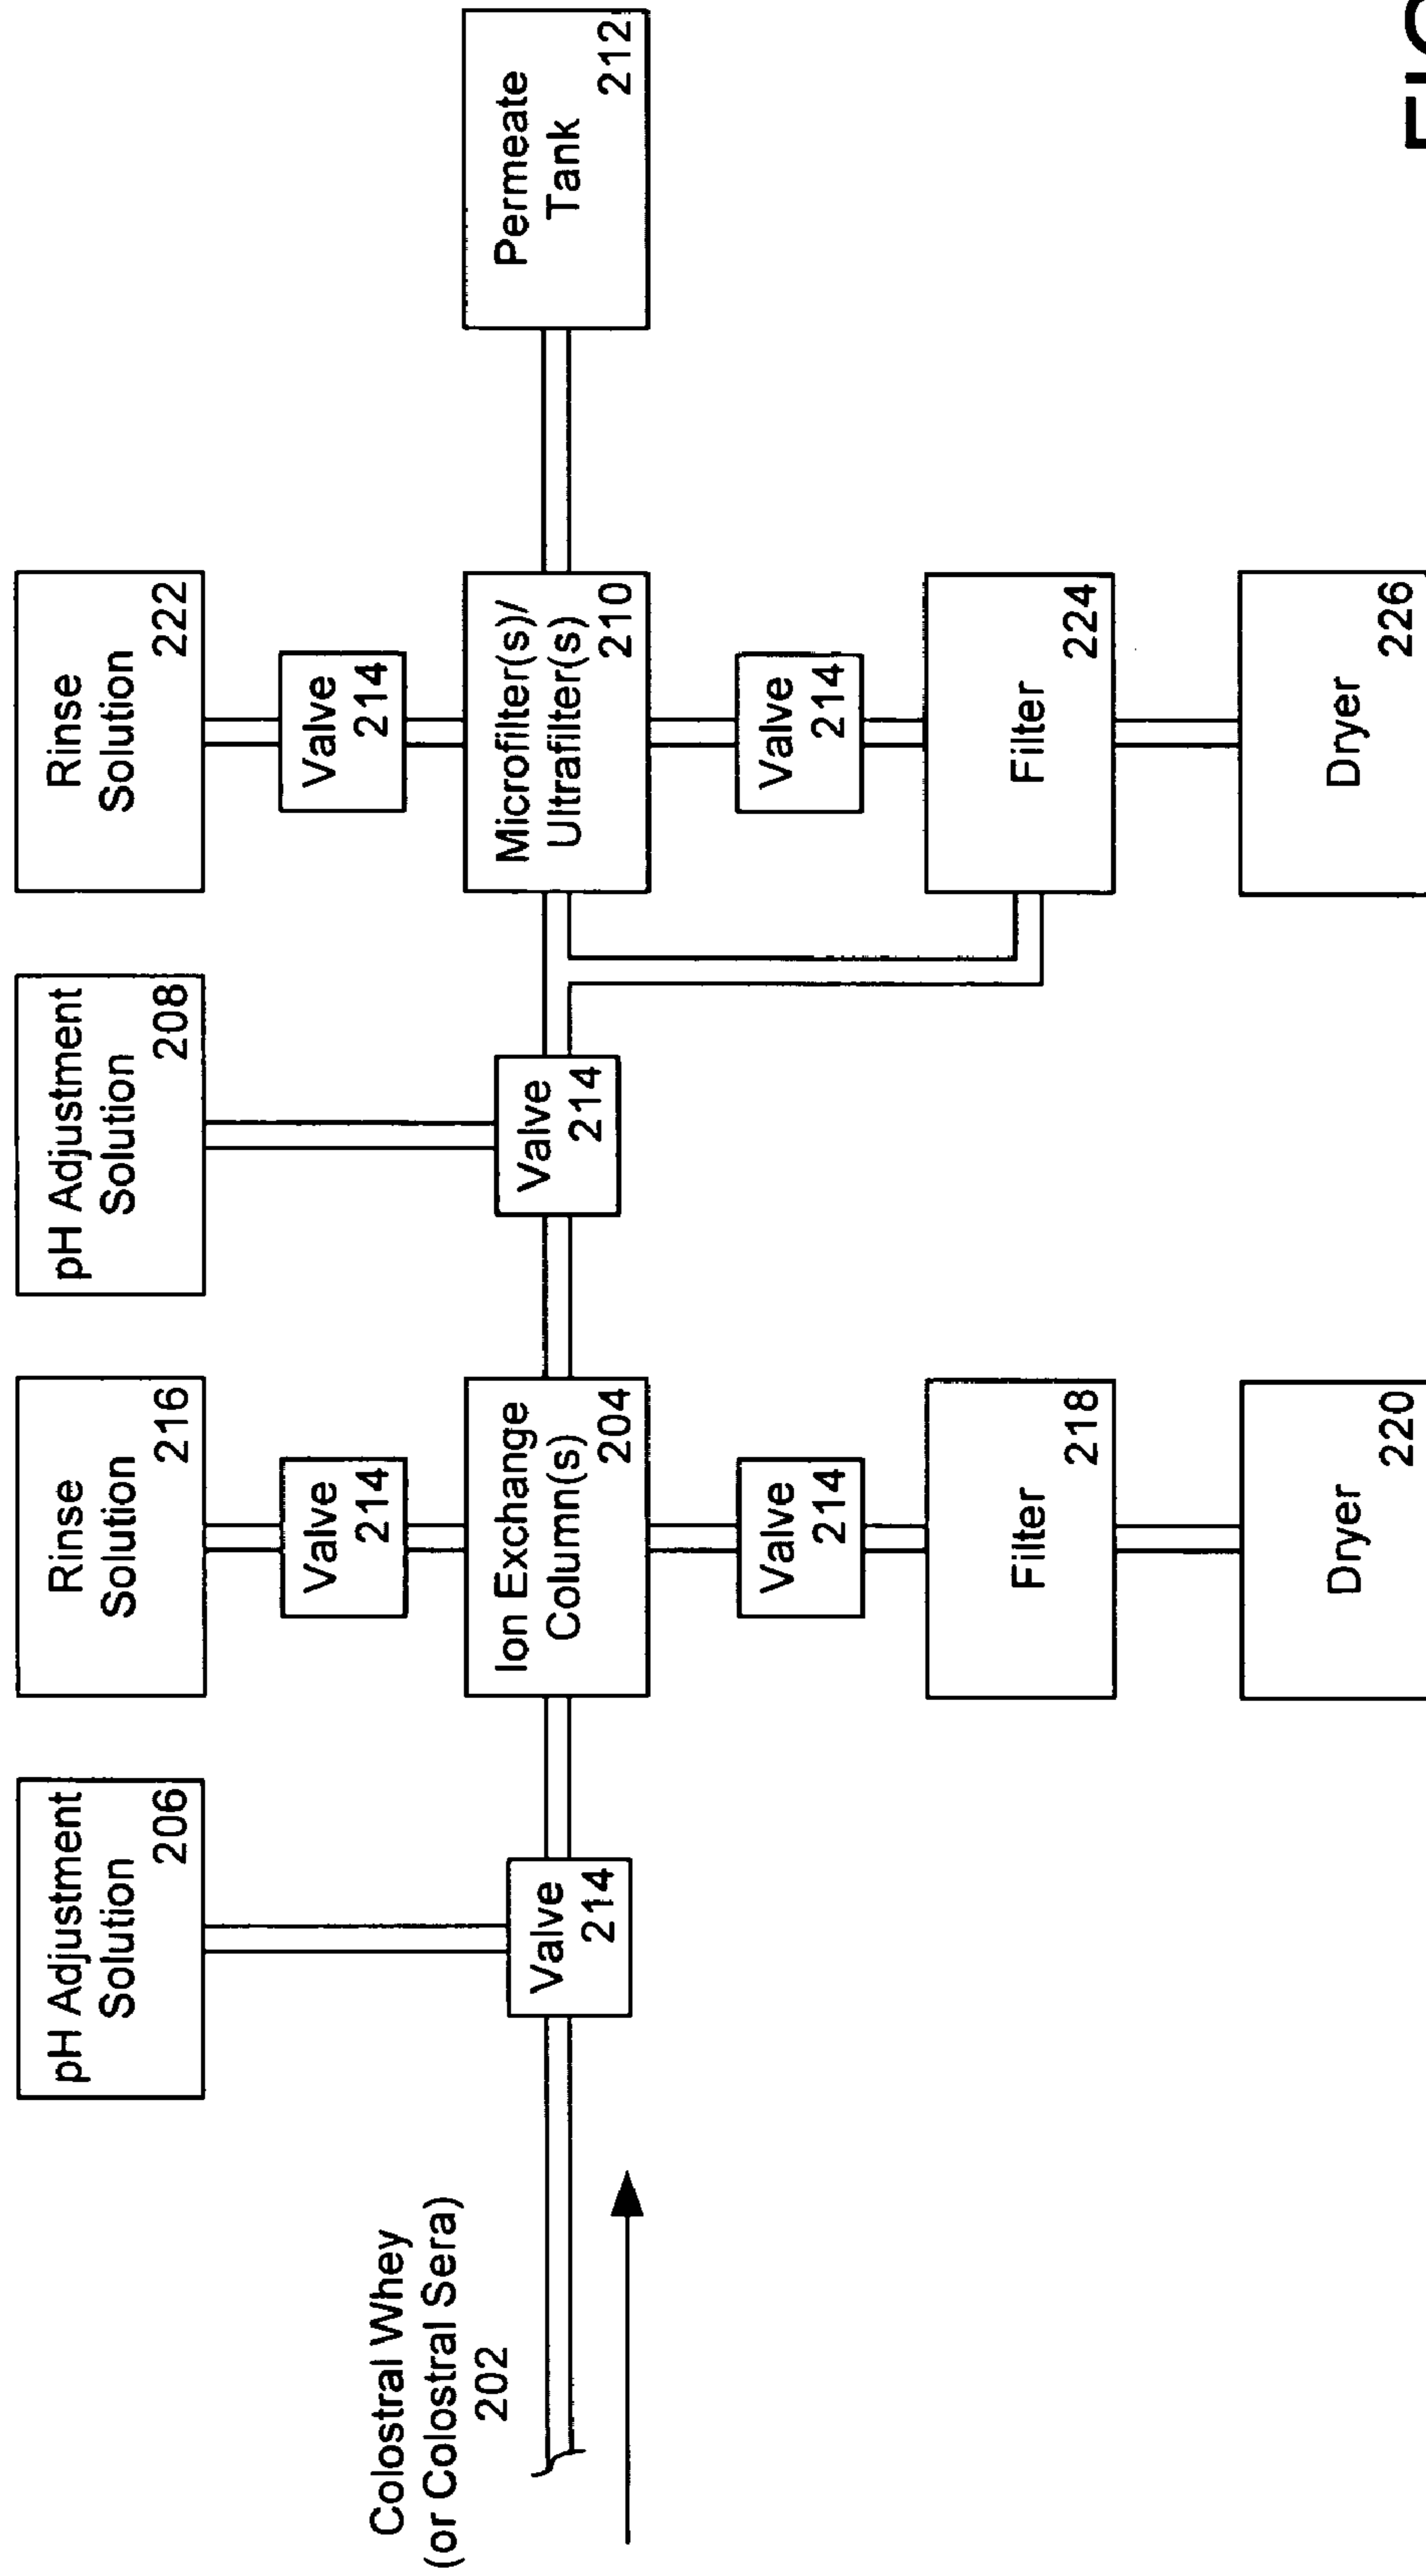 pH Adjustment
Solution
206
Rinse
Solution
216
pH Adjustment
Solution
208
Rinse
Solution
222
Valve
214
Valve
214
Colostral Whey
(or Colostral Sera)
202
Valve
214
Ion Exchange
Column(s)
204
Valve
214
Microfilter(s)/
Ultrafilter(s)
210
Permeate
Tank
212
Valve
214
Valve
214
Filter
218
Filter
224
Dryer
220
Dryer
226